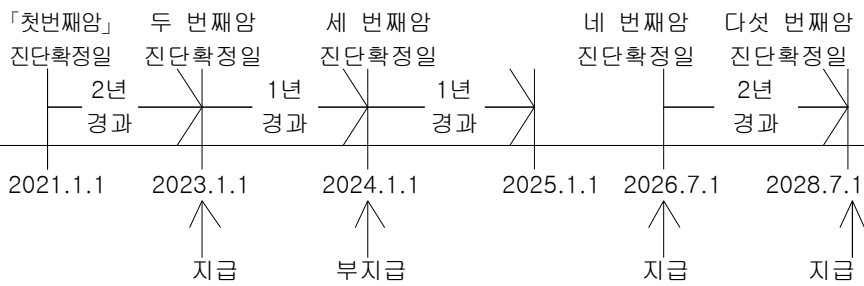 「첫번째암」 두 번째암 세 번째암 네 번째암 다섯 번째암
진단확정일 진단확정일 진단확정일 진단확정일 진단확정일
2년 1년 1년 2년
경과 경과 경과 경과
2021.1.1 2023.1.1 2024.1.1 2025.1.1 2026.7.1 2028.7.1
지급 부지급 지급 지급